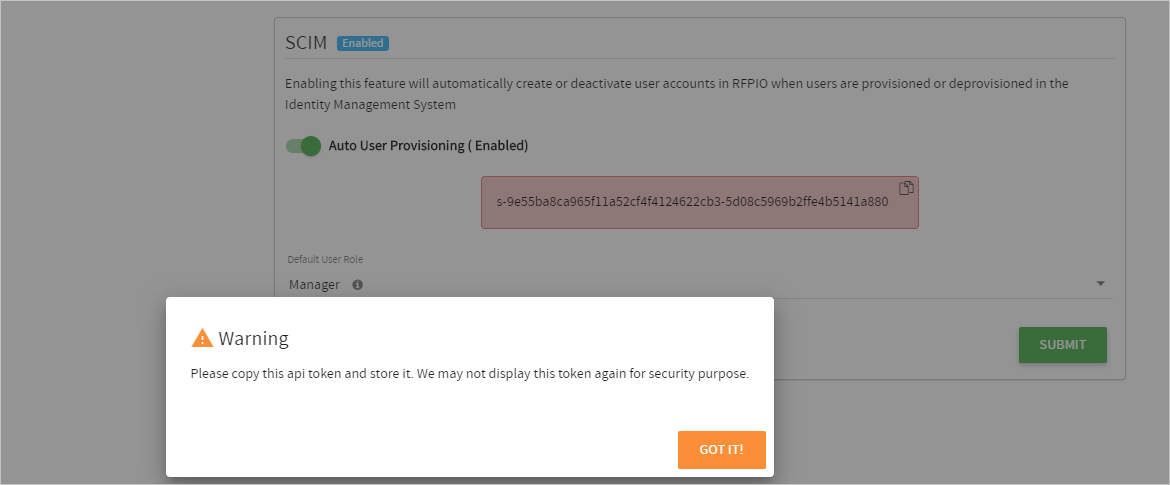 SCIM Enabled
Enabling this feature will automatically create or deactivate user accounts in RFPIO when users are provisioned or deprovisioned in the
Identity Management System
Auto User Provisioning ( Enabled)
s-9e55ba8ca965f11a52cf4f4124622cb3-5d08c5969b2ffe4b5141a880
Default User Role
Manager
SUBMIT
Warning
Please copy this api token and store it. We may not display this token again for security purpose.
GOT IT!